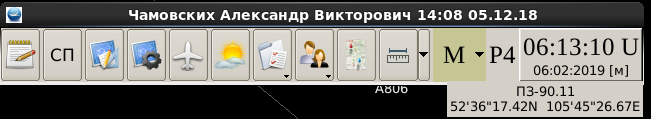 Чамовских Александр Викторович 14:08 05.12.18
СП
М P4 06:13:10 U
06:02:2019 [м]
A806
ПЗ-90.11
52'36"17.42N 105'45"26.67E